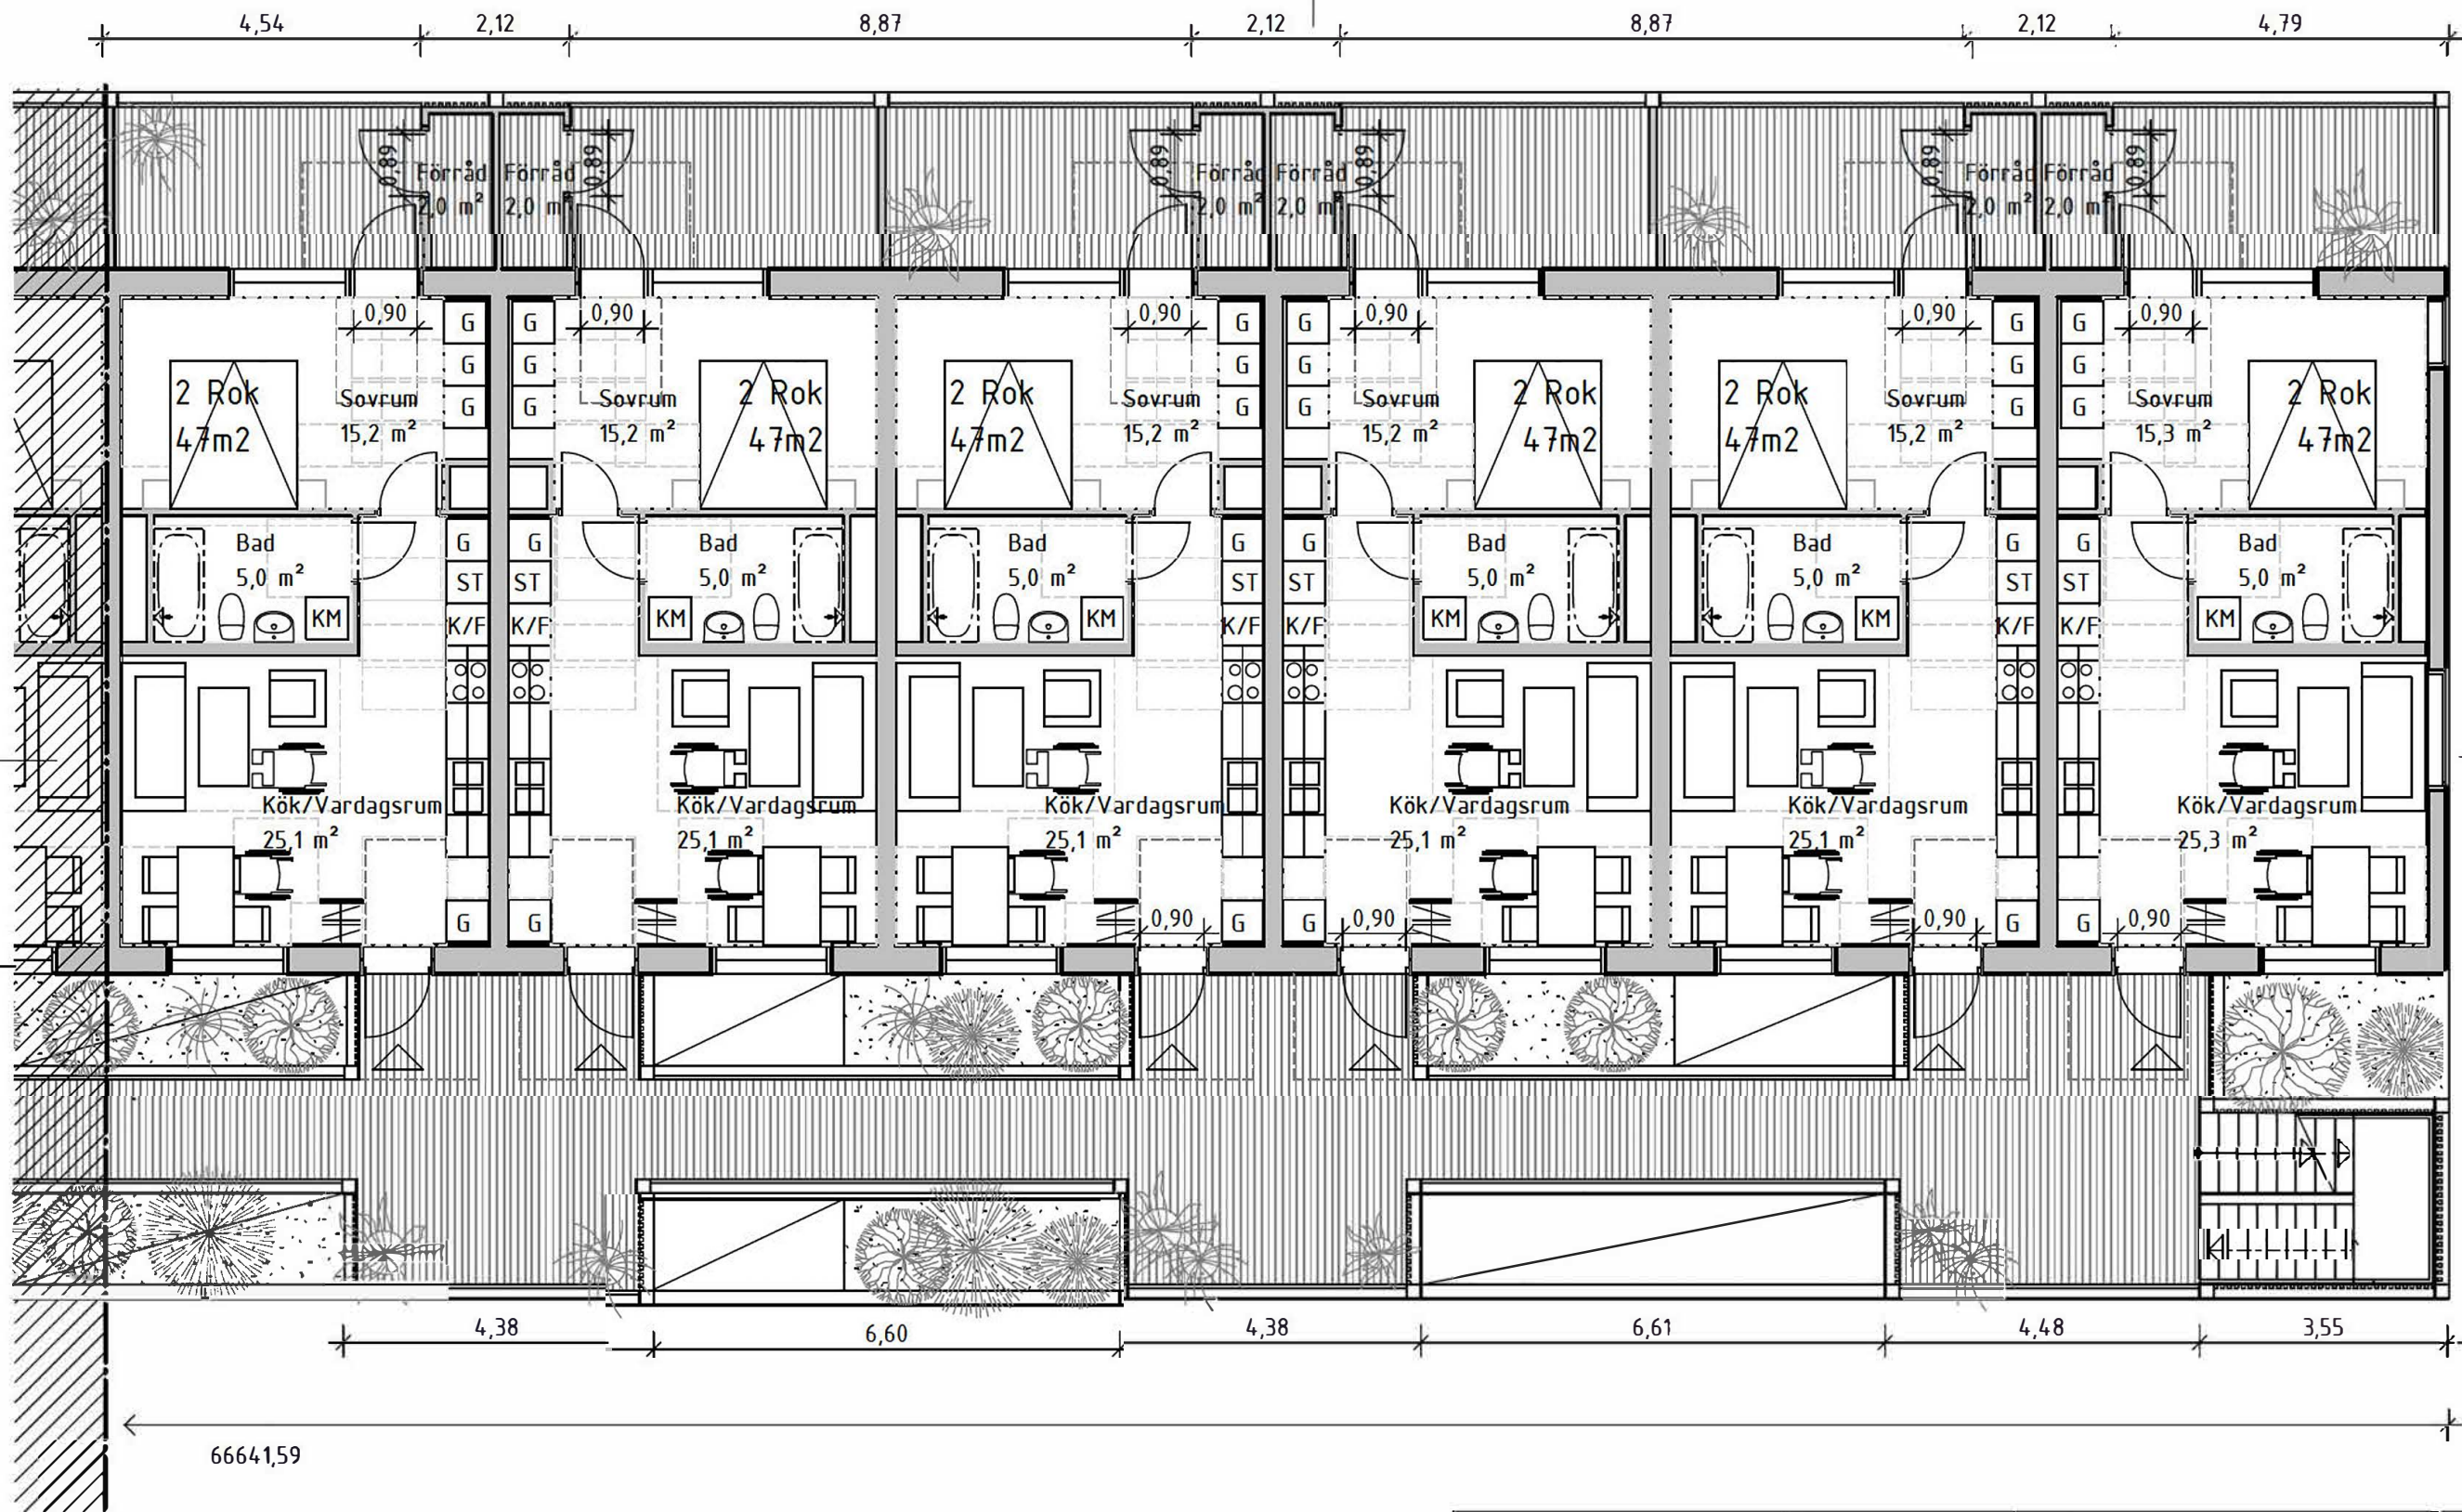 4,54 2,12 8,87 2,12 8,87 2,12 4,79
0,89 0,89 0,89 0,89 0,89 0,89
Förråd Förråd Förråd Förråd Förråd Förråd
2,0 m² 2,0 m² 2,0 m² 2,0 m² 2,0 m² 2,0 m²
0,90 G G 0,90 0,90 G G 0,90 0,90 G G 0,90
G G G G G G
2 Rok Sovrum G G Sovrum 2 Rok 2 Rok Sovrum G G Sovrum 2 Rok 2 Rok Sovrum G G Sovrum 2 Rok
47m2 15,2 m² 15,2 m² 47m2 47m2 15,2 m² 15,2 m² 47m2 47m2 15,2 m² 15,3 m² 47m2
Bad G G Bad Bad G G Bad Bad G G Bad
5,0 m² ST ST 5,0 m² 5,0 m² ST ST 5,0 m² 5,0 m² ST ST 5,0 m²
KM K/F K/F KM KM K/F K/F KM KM K/F K/F KM
Kök/Vardagsrum Kök/Vardagsrum Kök/Vardagsrum Kök/Vardagsrum Kök/Vardagsrum Kök/Vardagsrum
25,1 m² 25,1 m² 25,1 m² 25,1 m² 25,1 m² 25,3 m²
G G 0,90 G G 0,90 0,90 G G 0,90
4,38 6,60 4,38 6,61 4,48 3,55
66641,59